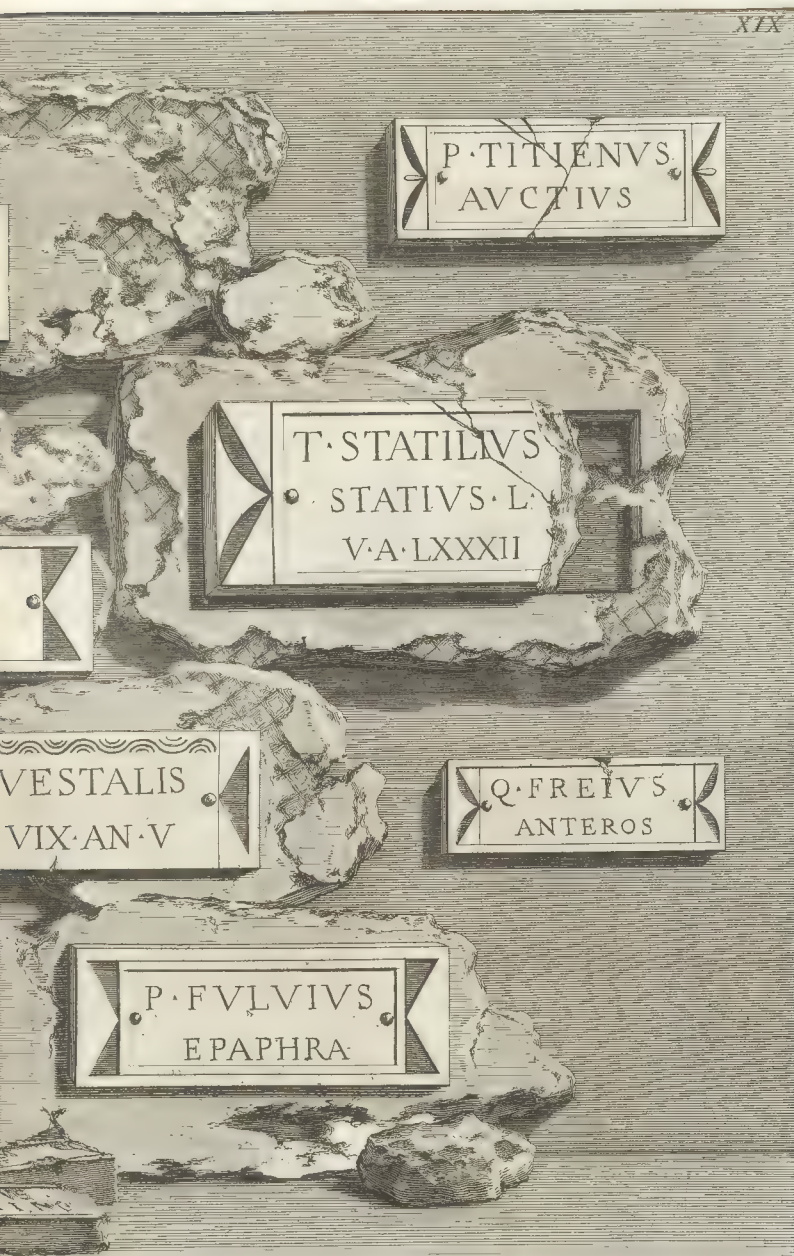 XIX
P·TITIENVS
AVCTIVS
T·STATILIVS
STATIVS·L·
V·A·LXXXII
VESTALIS
VIX·AN·V
Q·FREIVS
ANTEROS
P·FVLVIVS
EPAPHRA